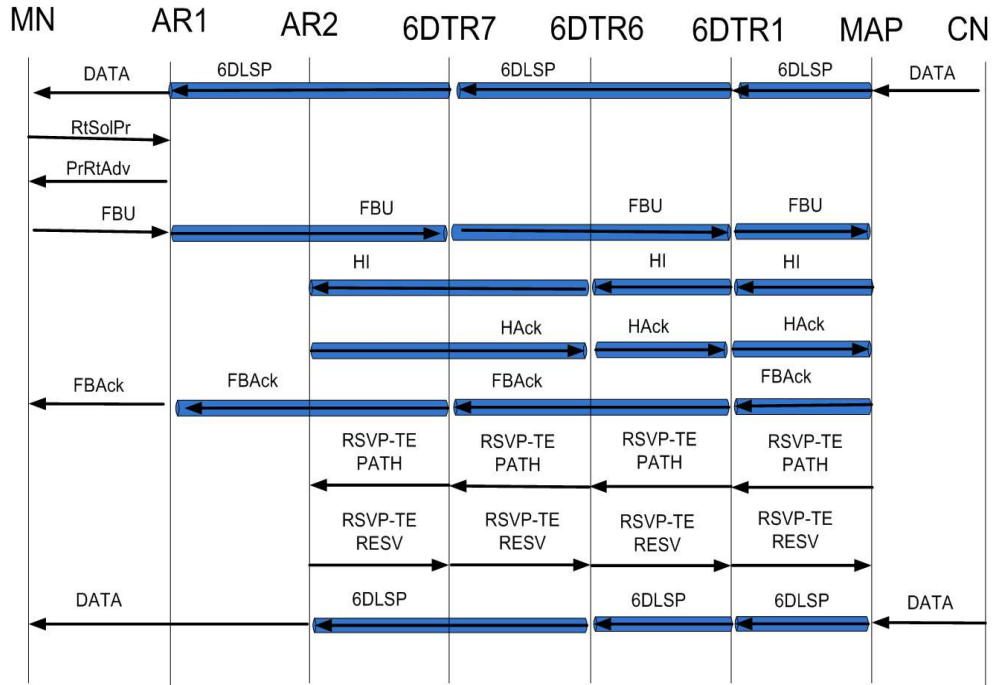 MN AR1 AR2 6DTR7 6DTR6 6DTR1 MAP CN
DATA 6DLSP 6DLSP 6DLSP DATA
RtSolPr
PrRtAdv
FBU FBU FBU FBU
HI HI HI
HAck HAck HAck
FBAck FBAck FBAck FBAck
RSVP-TE RSVP-TE RSVP-TE RSVP-TE
PATH PATH PATH PATH
RSVP-TE RSVP-TE RSVP-TE RSVP-TE
RESV RESV RESV RESV
DATA 6DLSP 6DLSP 6DLSP DATA